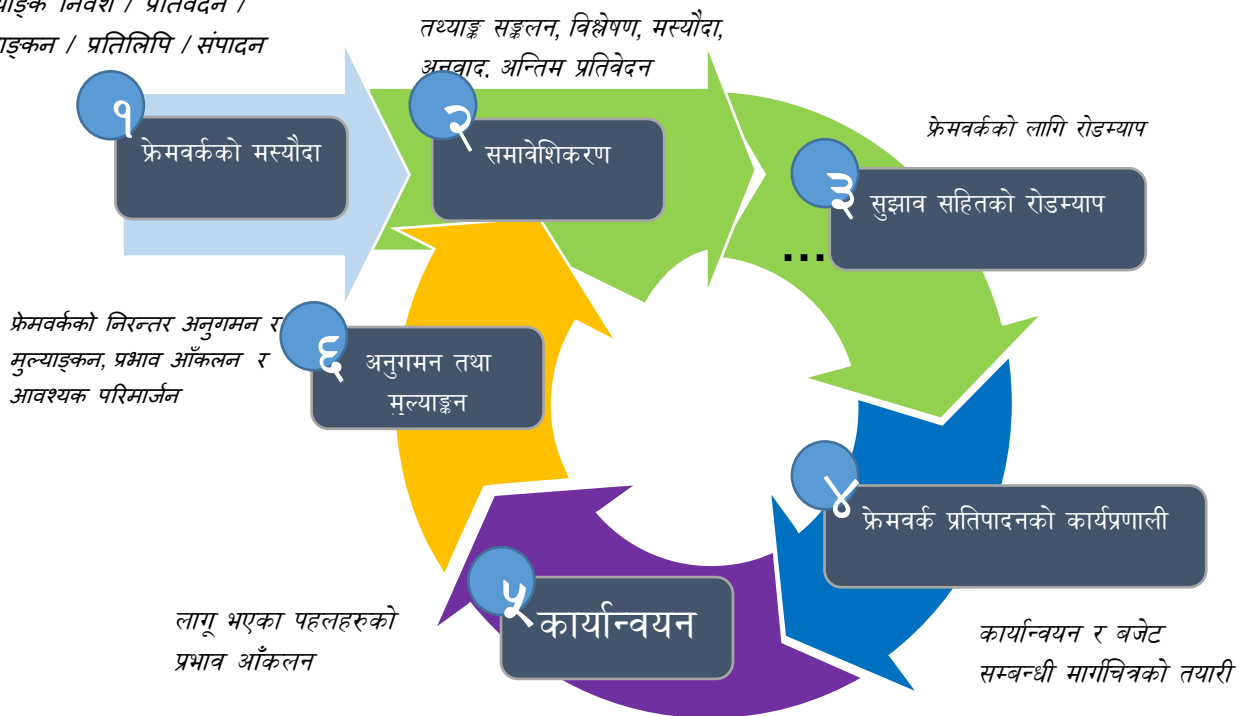 निवेश / प्रतिवेदन /
प्रतिलिपि / संपादन
तथ्याङ्क सङ्कलन, विश्लेषण, मस्यौदा,
अनुवाद, अन्तिम प्रतिवेदन
१
फ्रेमवर्कको मस्यौदा
२
समावेशिकरण
फ्रेमवर्कको लागि रोडम्याप
३
सुझाव सहितको रोडम्याप
...
फ्रेमवर्कको निरन्तर अनुगमन र
मुल्याङ्कन, प्रभाव आँकलन र
आवश्यक परिमार्जन
६
अनुगमन तथा
मुल्याङ्कन
४
फ्रेमवर्क प्रतिपादनको कार्यप्रणाली
५
कार्यान्वयन
लागू भएका पहलहरुको
प्रभाव आँकलन
कार्यान्वयन र बजेट
सम्बन्धी मार्गचित्रको तयारी